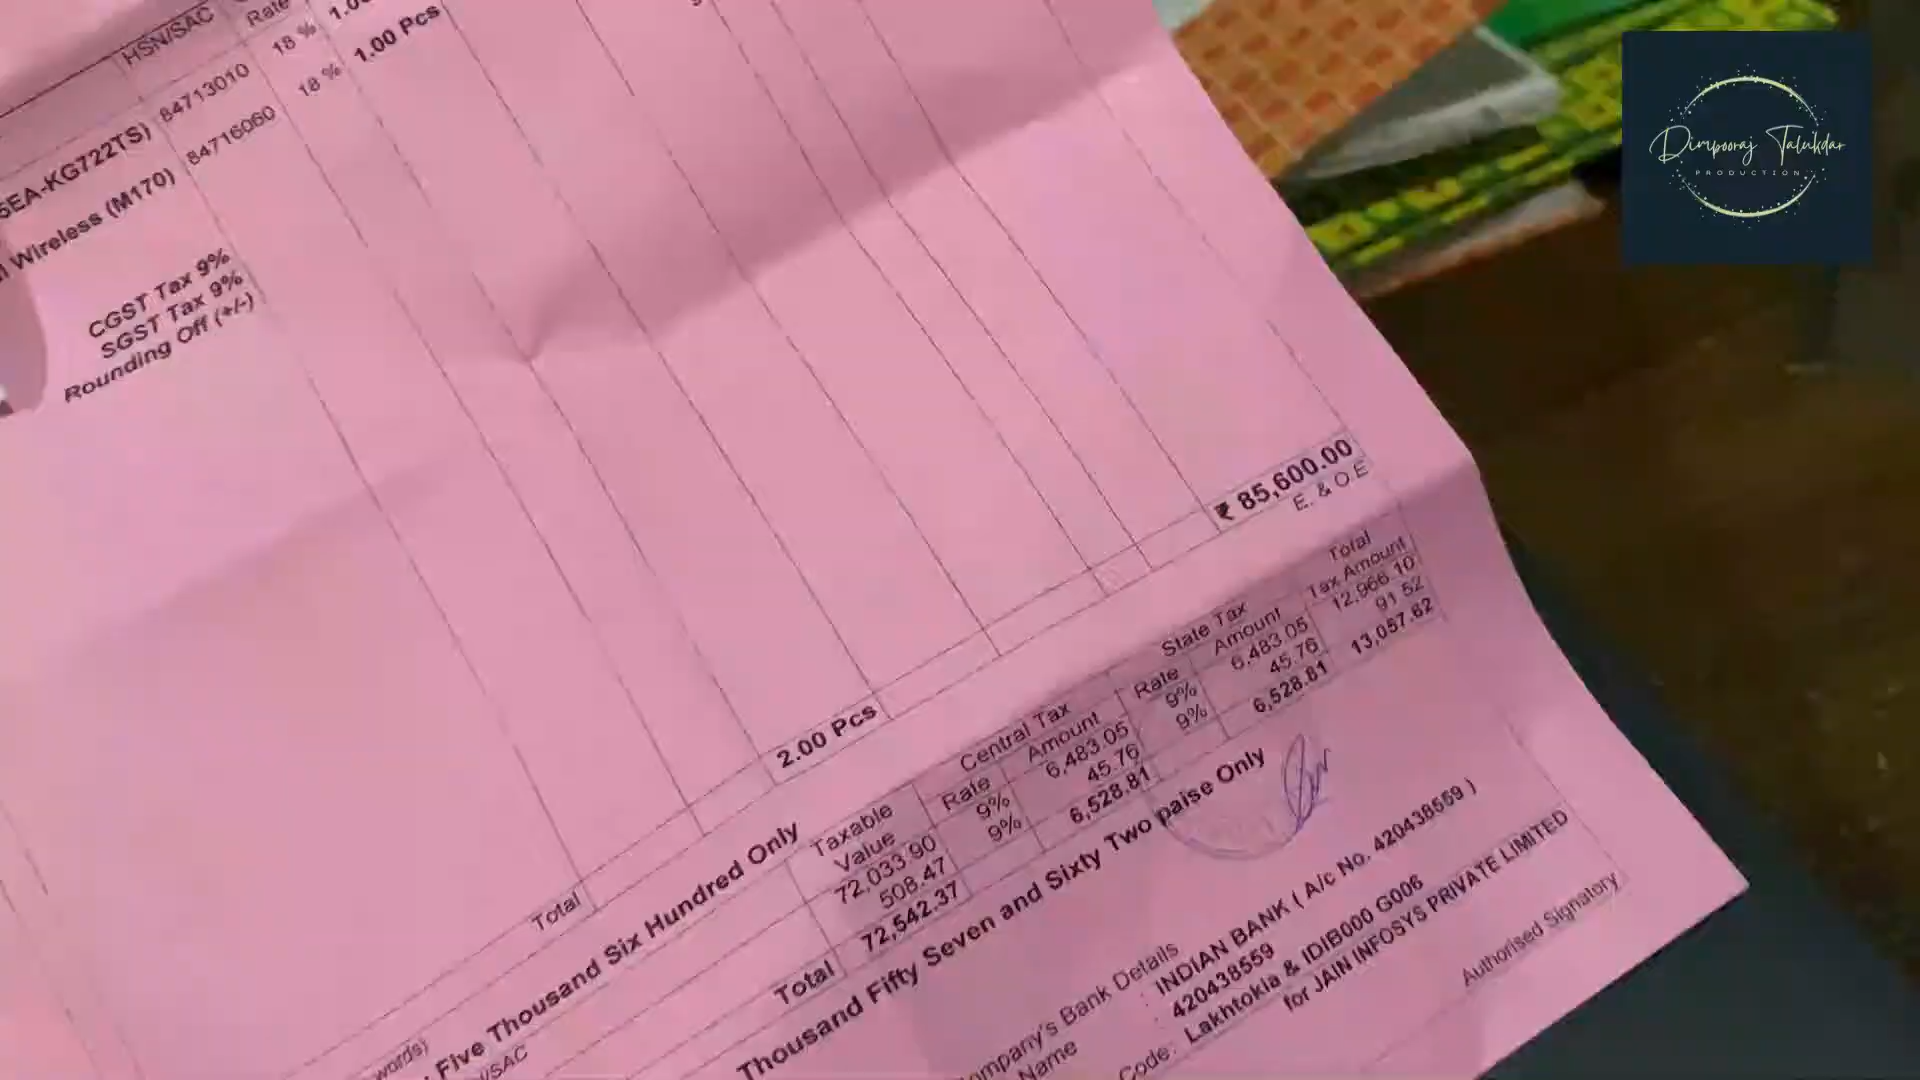 HSN/SAC
Rate
5EA-KG722TS) 84713010 18 % 1.00
Wireless (M170) 84716060 18 % 1.00 Pcs
CGST Tax 9%
SGST Tax 9%
Rounding Off (+/-)
Total 2.00 Pcs ₹ 85,600.00
E. & O.E
Five Thousand Six Hundred Only
words)
/SAC
Taxable Value
Central Tax
State Tax
Total Tax Amount
Rate Amount Rate Amount
72,033.90 9% 6,483.05 9% 6,483.05 12,966.10
508.47 9% 45.76 9% 45.76 91.52
Total 72,542.37 6,528.81 6,528.81 13,057.62
Thousand Fifty Seven and Sixty Two paise Only
ompany's Bank Details
Name : INDIAN BANK ( A/c No. 420438559 )
: 420438559
Code: Lakhtokia & IDIB000 G006
for JAIN INFOSYS PRIVATE LIMITED
Authorised Signatory
Dimpooraj Talukdar
PRODUCTION